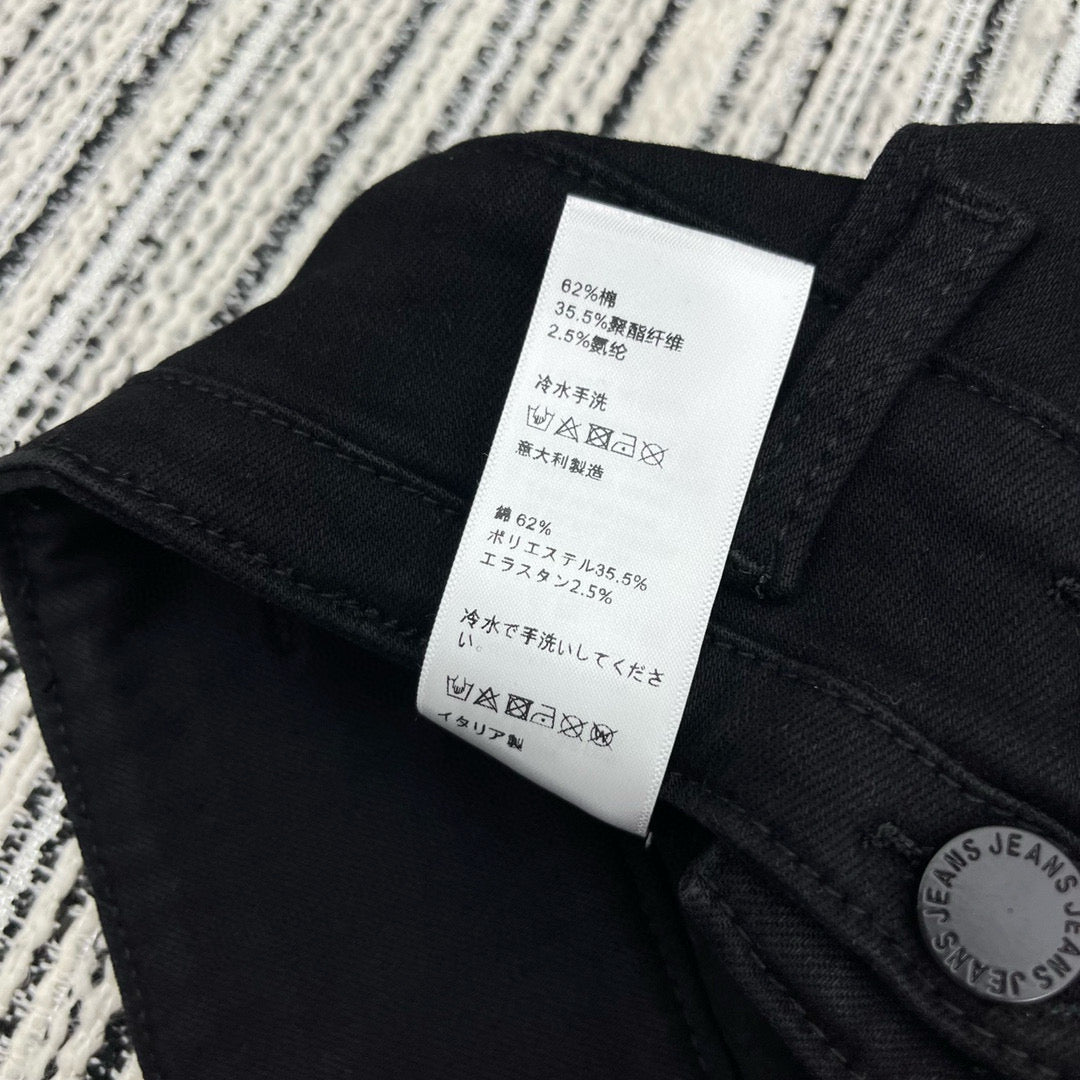 62%棉
35.5%聚酯纤维
2.5%氨纶
冷水手洗
意大利製造
綿 62%
ポリエステル35.5%
エラスタン2.5%
冷水で手洗いしてくださ
い。
W
イタリア製
JEANS JEANS JEANS JEANS